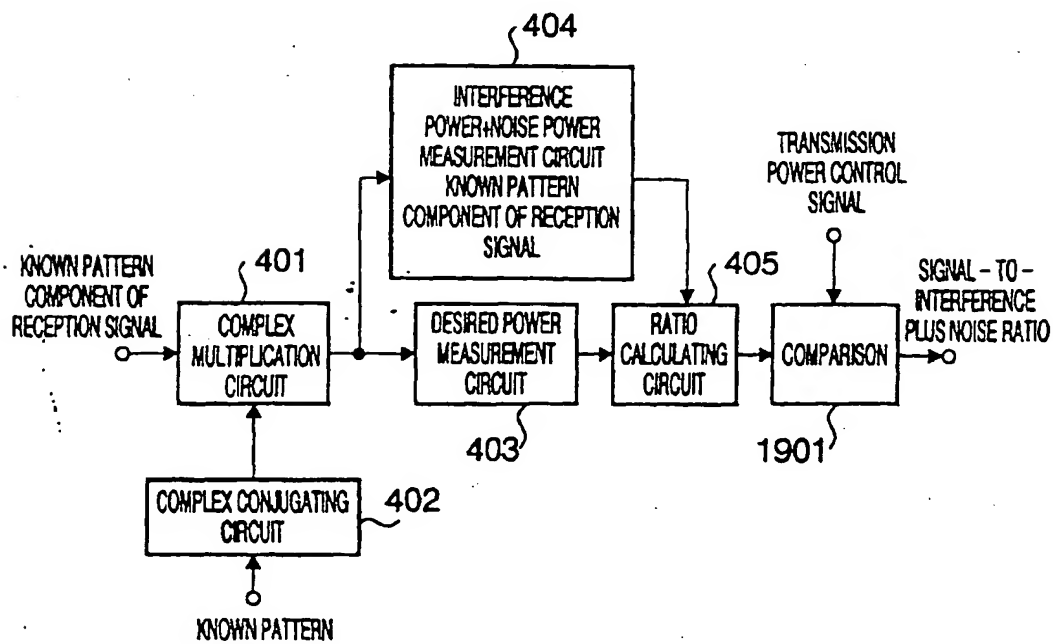 404
INTERFERENCE
POWER+NOISE POWER
MEASUREMENT CIRCUIT
KNOWN PATTERN
COMPONENT OF RECEPTION
SIGNAL
TRANSMISSION
POWER CONTROL
SIGNAL
KNOWN PATTERN
COMPONENT OF
RECEPTION SIGNAL
401
COMPLEX
MULTIPLICATION
CIRCUIT
DESIRED POWER
MEASUREMENT
CIRCUIT
403
405
RATIO
CALCULATING
CIRCUIT
COMPARISON
1901
SIGNAL - TO -
INTERFERENCE
PLUS NOISE RATIO
COMPLEX CONJUGATING
CIRCUIT
402
KNOWN PATTERN